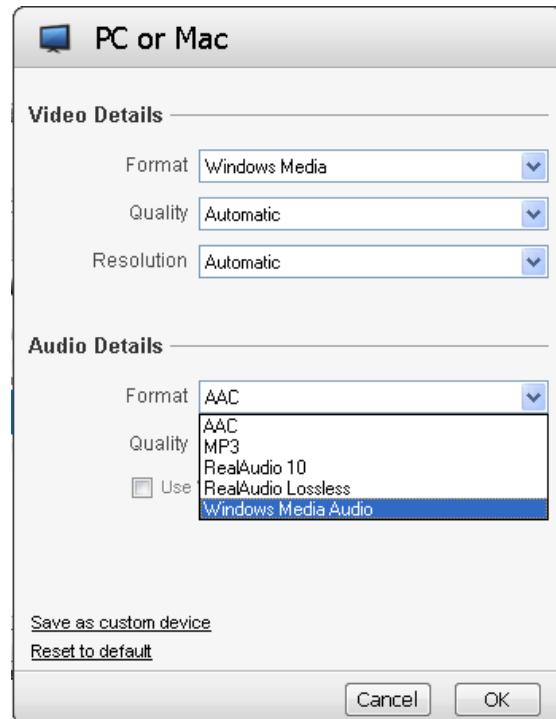 PC or Mac
Video Details
Format Windows Media
Quality Automatic
Resolution Automatic
Audio Details
Format AAC
AAC
Quality
MP3
RealAudio 10
Use
RealAudio Lossless
Windows Media Audio
Save as custom device
Reset to default
Cancel OK